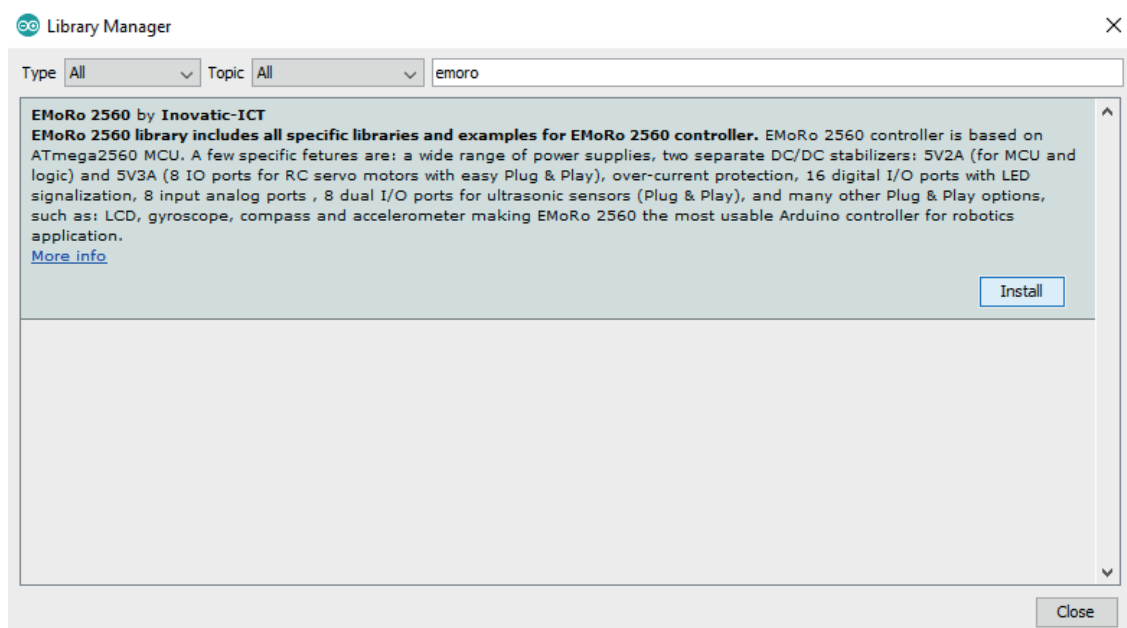 Library Manager
Type All Topic All emoro
EMoRo 2560 by Inovatic-ICT
EMoRo 2560 library includes all specific libraries and examples for EMoRo 2560 controller. EMoRo 2560 controller is based on
ATmega2560 MCU. A few specific fetures are: a wide range of power supplies, two separate DC/DC stabilizers: 5V2A (for MCU and
logic) and 5V3A (8 IO ports for RC servo motors with easy Plug & Play), over-current protection, 16 digital I/O ports with LED
signalization, 8 input analog ports , 8 dual I/O ports for ultrasonic sensors (Plug & Play), and many other Plug & Play options,
such as: LCD, gyroscope, compass and accelerometer making EMoRo 2560 the most usable Arduino controller for robotics
application.
More info
Install
Close